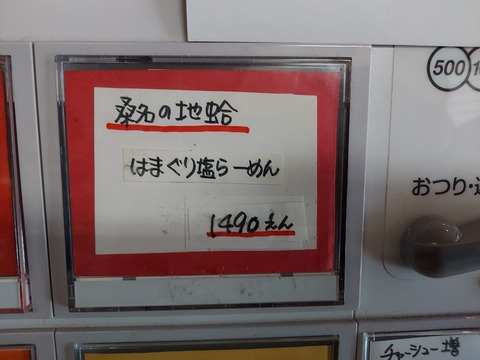 桑名の地蛤
はまぐり塩らーめん
1490えん
500
おつり・
チャーシュー増